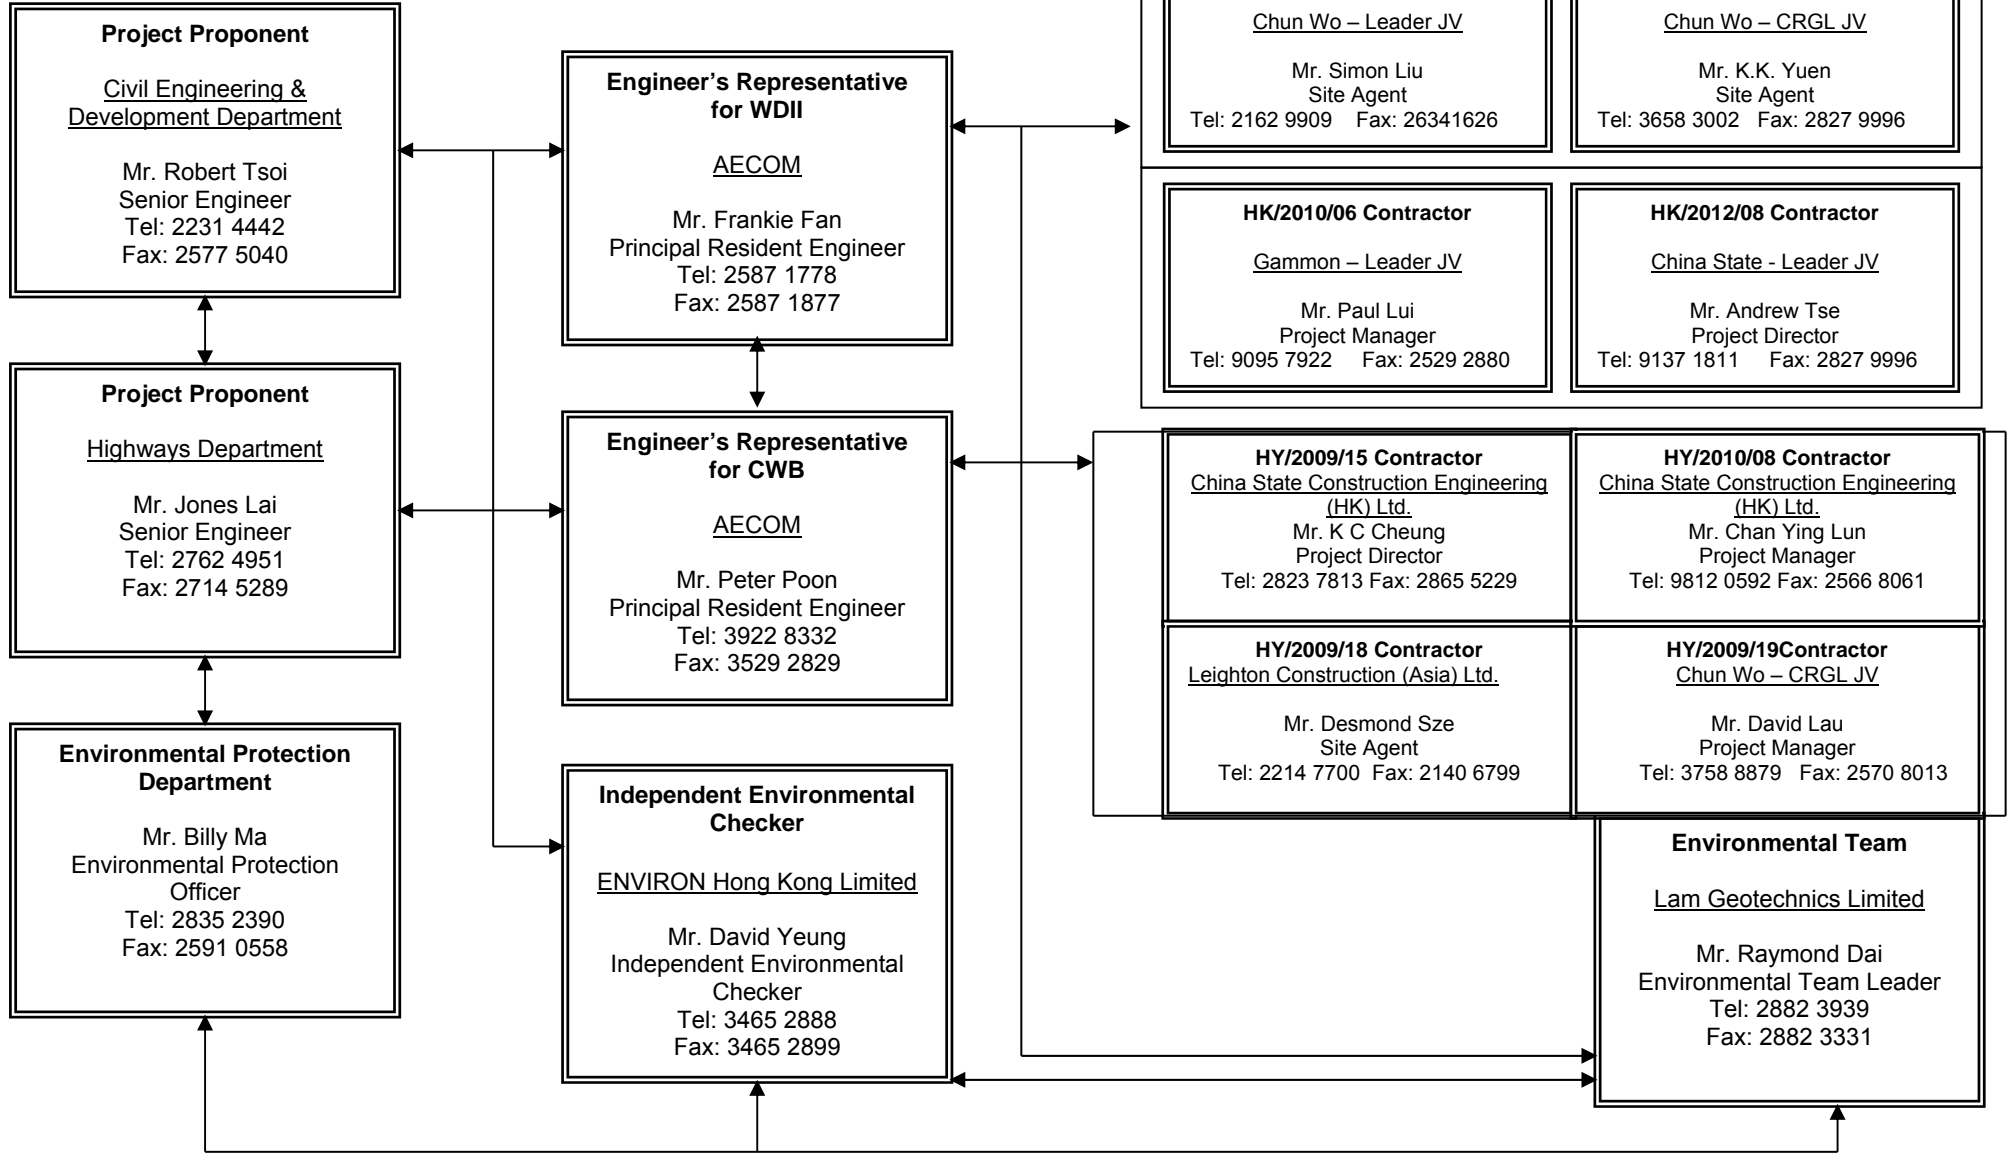 Project Proponent
Civil Engineering &
Development Department
Mr. Robert Tsoi
Senior Engineer
Tel: 2231 4442
Fax: 2577 5040
Project Proponent
Highways Department
Mr. Jones Lai
Senior Engineer
Tel: 2762 4951
Fax: 2714 5289
Environmental Protection
Department
Mr. Billy Ma
Environmental Protection
Officer
Tel: 2835 2390
Fax: 2591 0558
Engineer’s Representative
for WDII
AECOM
Mr. Frankie Fan
Principal Resident Engineer
Tel: 2587 1778
Fax: 2587 1877
Engineer’s Representative
for CWB
AECOM
Mr. Peter Poon
Principal Resident Engineer
Tel: 3922 8332
Fax: 3529 2829
Independent Environmental
Checker
ENVIRON Hong Kong Limited
Mr. David Yeung
Independent Environmental
Checker
Tel: 3465 2888
Fax: 3465 2899
Chun Wo – Leader JV
Mr. Simon Liu
Site Agent
Tel: 2162 9909 Fax: 26341626
Chun Wo – CRGL JV
Mr. K.K. Yuen
Site Agent
Tel: 3658 3002 Fax: 2827 9996
HK/2010/06 Contractor
Gammon – Leader JV
Mr. Paul Lui
Project Manager
Tel: 9095 7922 Fax: 2529 2880
HK/2012/08 Contractor
China State - Leader JV
Mr. Andrew Tse
Project Director
Tel: 9137 1811 Fax: 2827 9996
HY/2009/15 Contractor
China State Construction Engineering
(HK) Ltd.
Mr. K C Cheung
Project Director
Tel: 2823 7813 Fax: 2865 5229
HY/2010/08 Contractor
China State Construction Engineering
(HK) Ltd.
Mr. Chan Ying Lun
Project Manager
Tel: 9812 0592 Fax: 2566 8061
HY/2009/18 Contractor
Leighton Construction (Asia) Ltd.
Mr. Desmond Sze
Site Agent
Tel: 2214 7700 Fax: 2140 6799
HY/2009/19Contractor
Chun Wo – CRGL JV
Mr. David Lau
Project Manager
Tel: 3758 8879 Fax: 2570 8013
Environmental Team
Lam Geotechnics Limited
Mr. Raymond Dai
Environmental Team Leader
Tel: 2882 3939
Fax: 2882 3331